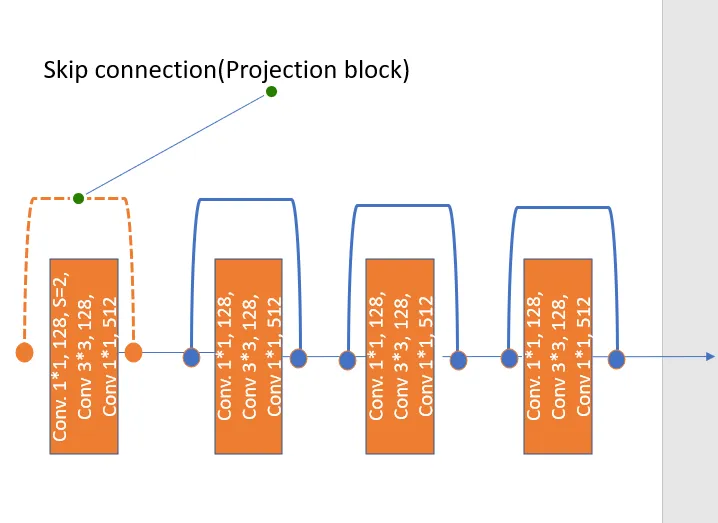 Skip connection(Projection block)
Conv. 1*1, 128, S=2,
Conv 3*3, 128,
Conv 1*1, 512
Conv. 1*1, 128,
Conv 3*3, 128,
Conv 1*1, 512
Conv. 1*1, 128,
Conv 3*3, 128,
Conv 1*1, 512
Conv. 1*1, 128,
Conv 3*3, 128,
Conv 1*1, 512